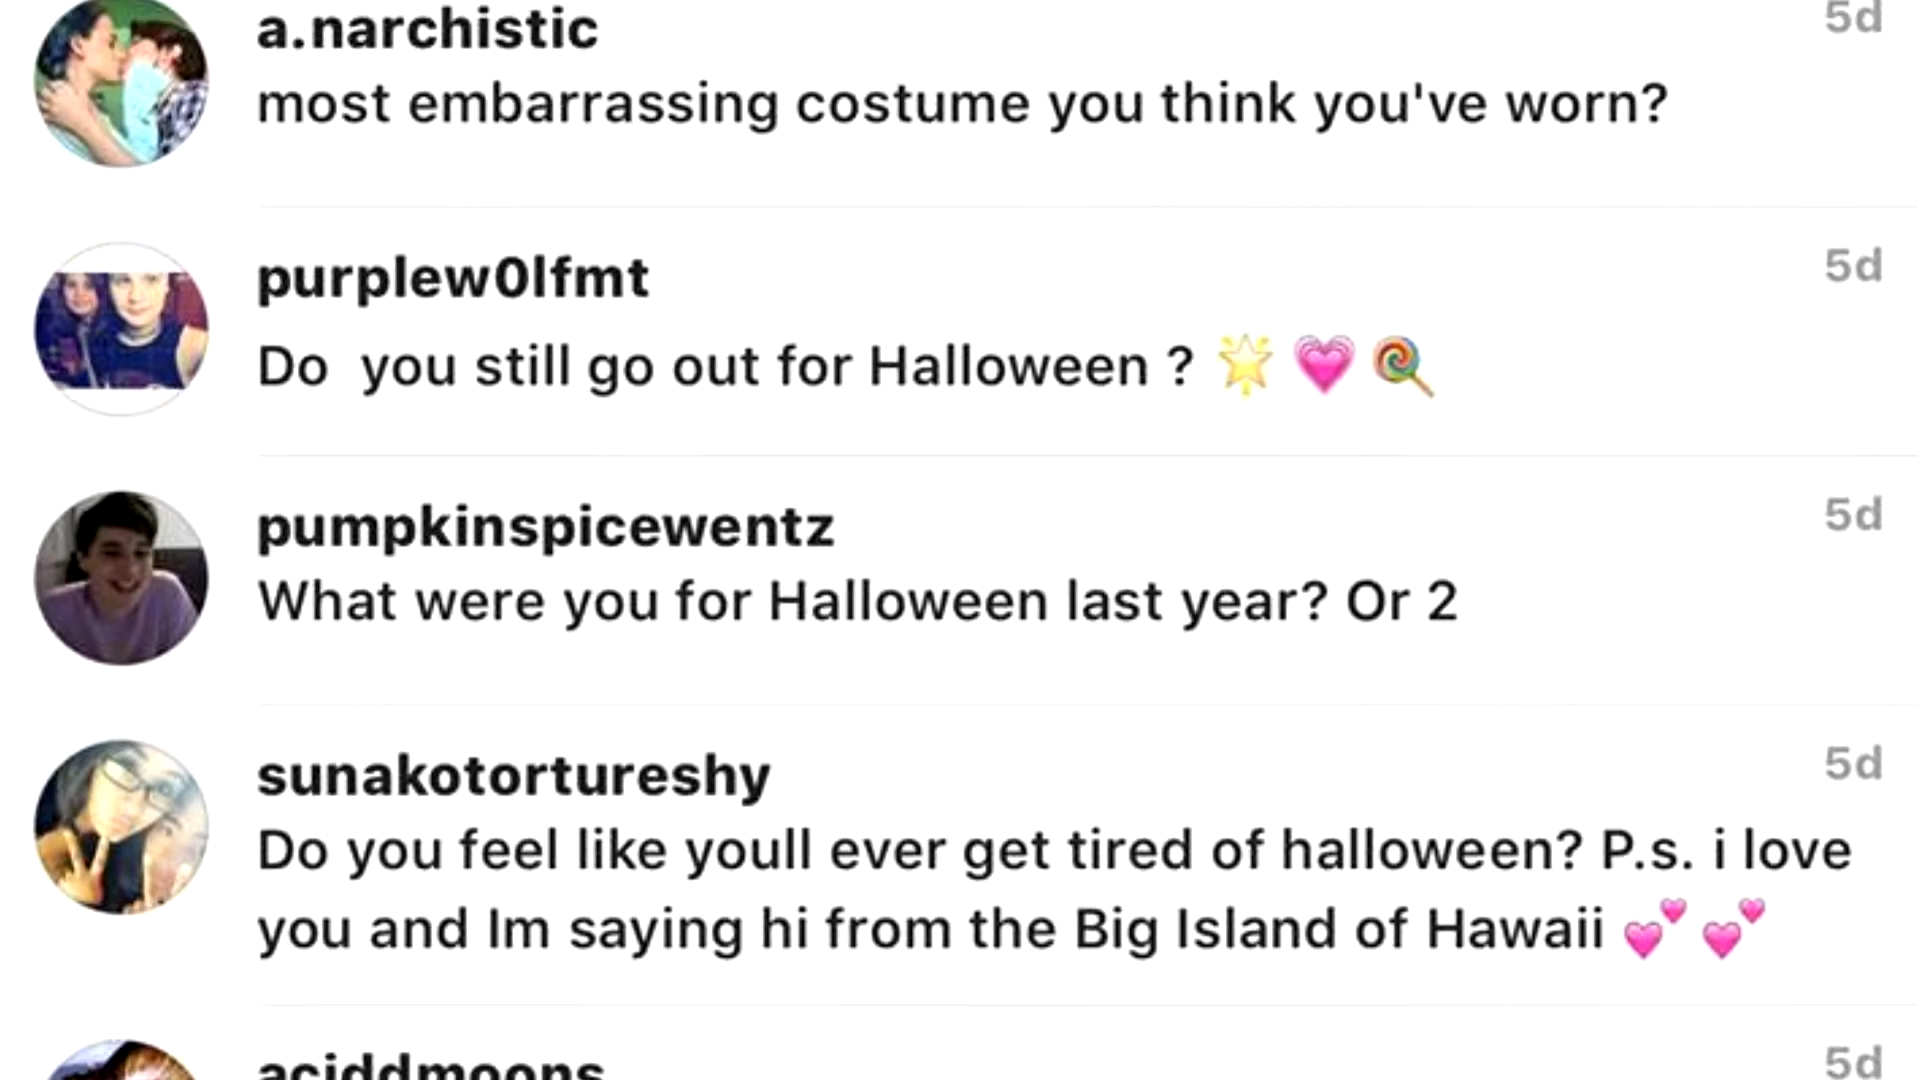 a.narchistic 5d
most embarrassing costume you think you've worn?
purplew0lfmt 5d
Do  you still go out for Halloween ? 🌟 💗 🍭
pumpkinspicewentz 5d
What were you for Halloween last year? Or 2
sunakotortureshy 5d
Do you feel like youll ever get tired of halloween? P.s. i love
you and Im saying hi from the Big Island of Hawaii 💕 💕
aciddmoons 5d